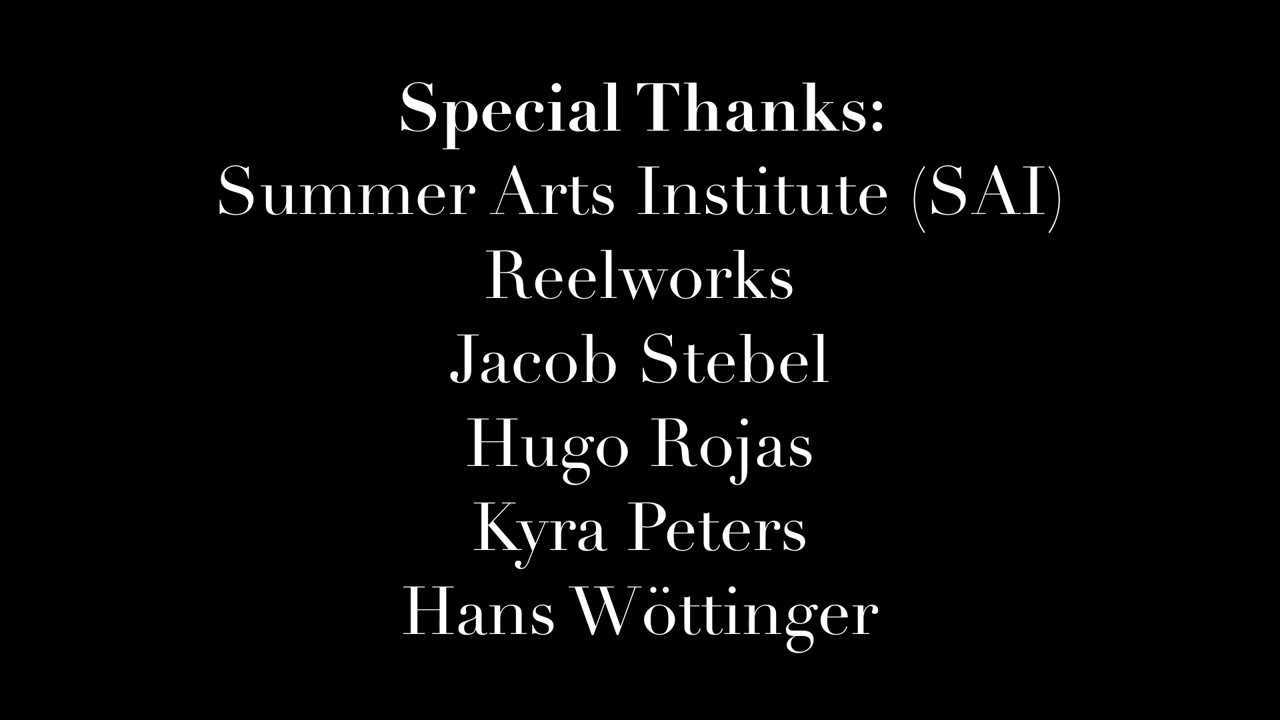 Special Thanks:
Summer Arts Institute (SAI)
Reelworks
Jacob Stebel
Hugo Rojas
Kyra Peters
Hans Wöttinger